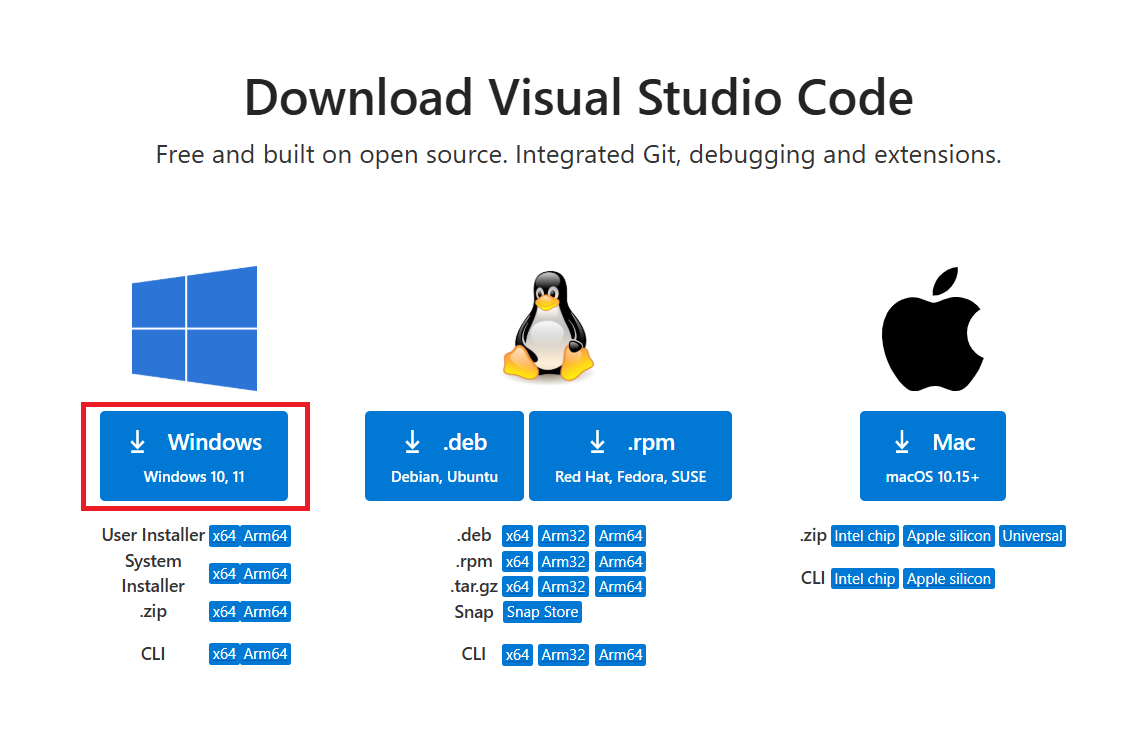 Download Visual Studio Code
Free and built on open source. Integrated Git, debugging and extensions.
Windows
Windows 10, 11
User Installer x64 Arm64
System
Installer x64 Arm64
.zip x64 Arm64
CLI x64 Arm64
.deb
Debian, Ubuntu
.rpm
Red Hat, Fedora, SUSE
.deb x64 Arm32 Arm64
.rpm x64 Arm32 Arm64
.tar.gz x64 Arm32 Arm64
Snap Snap Store
CLI x64 Arm32 Arm64
Mac
macOS 10.15+
.zip Intel chip Apple silicon Universal
CLI Intel chip Apple silicon